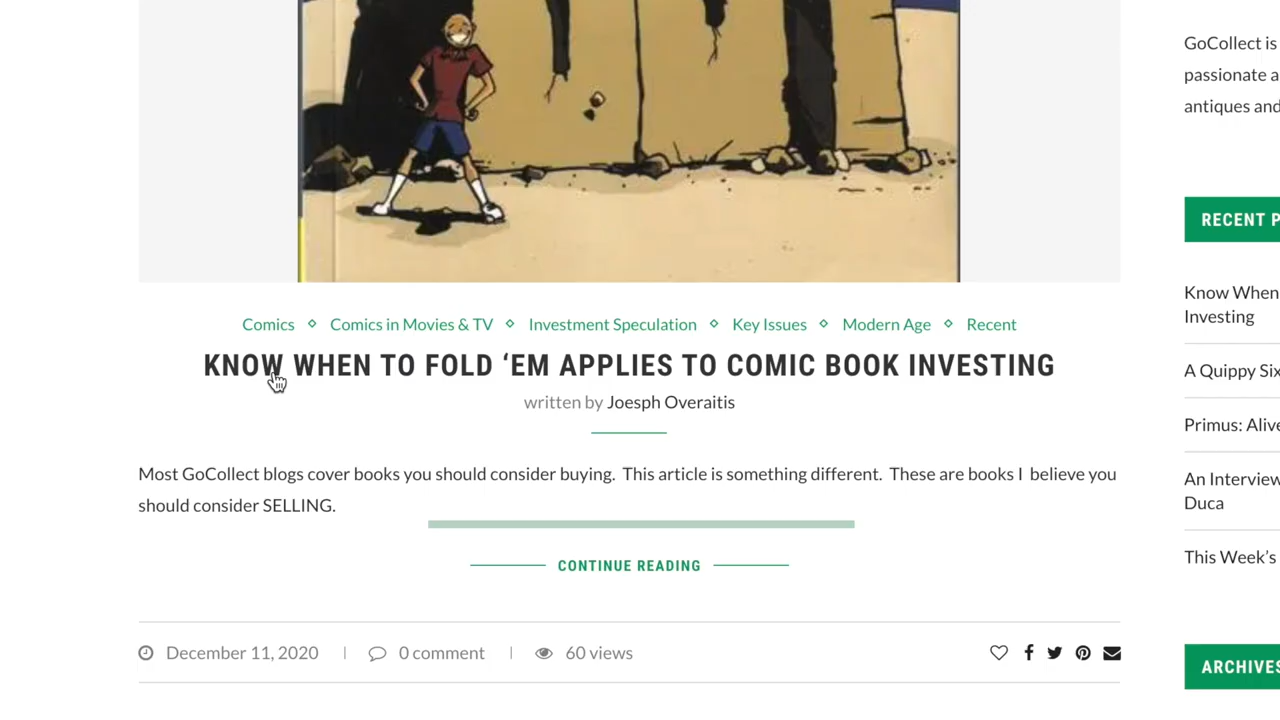 GoCollect is
passionate a
antiques and
RECENT P
Know When
Investing
A Quippy Six
Primus: Alive
An Interview
Duca
This Week's
ARCHIVES
Comics Comics in Movies & TV Investment Speculation Key Issues Modern Age Recent
KNOW WHEN TO FOLD ‘EM APPLIES TO COMIC BOOK INVESTING
written by Joesph Overaitis
Most GoCollect blogs cover books you should consider buying.  This article is something different.  These are books I  believe you
should consider SELLING.
CONTINUE READING
December 11, 2020 0 comment 60 views